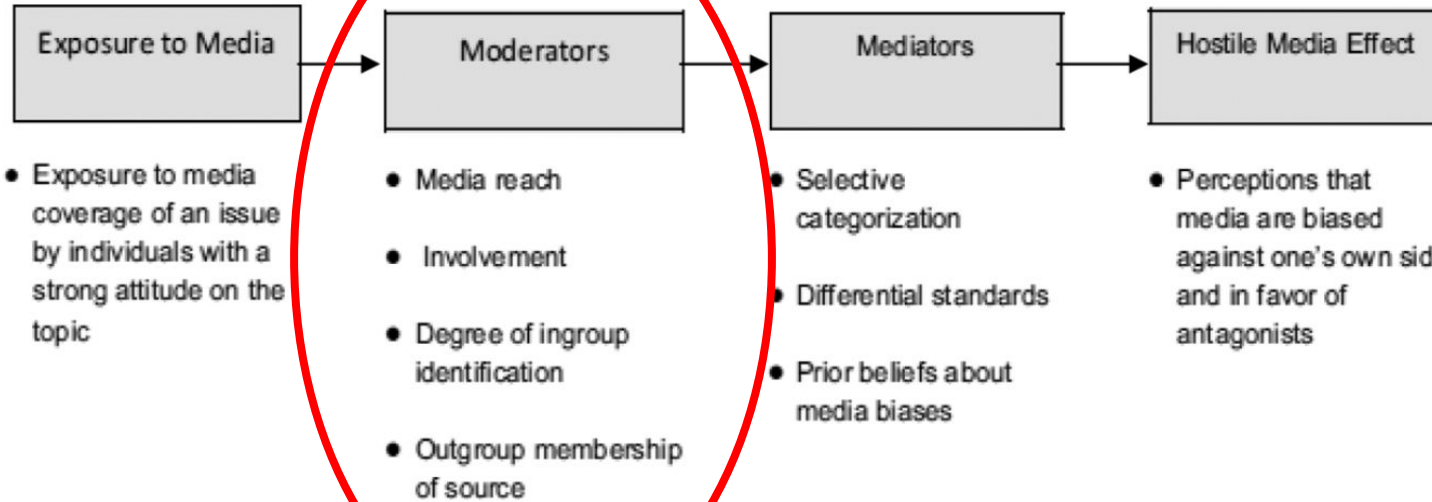 Exposure to Media
Moderators
Mediators
Hostile Media Effect
● Exposure to media
coverage of an issue
by individuals with a
strong attitude on the
topic
● Media reach
● Involvement
● Degree of ingroup
identification
● Outgroup membership
of source
● Selective
categorization
● Differential standards
● Prior beliefs about
media biases
● Perceptions that
media are biased
against one's own sid
and in favor of
antagonists